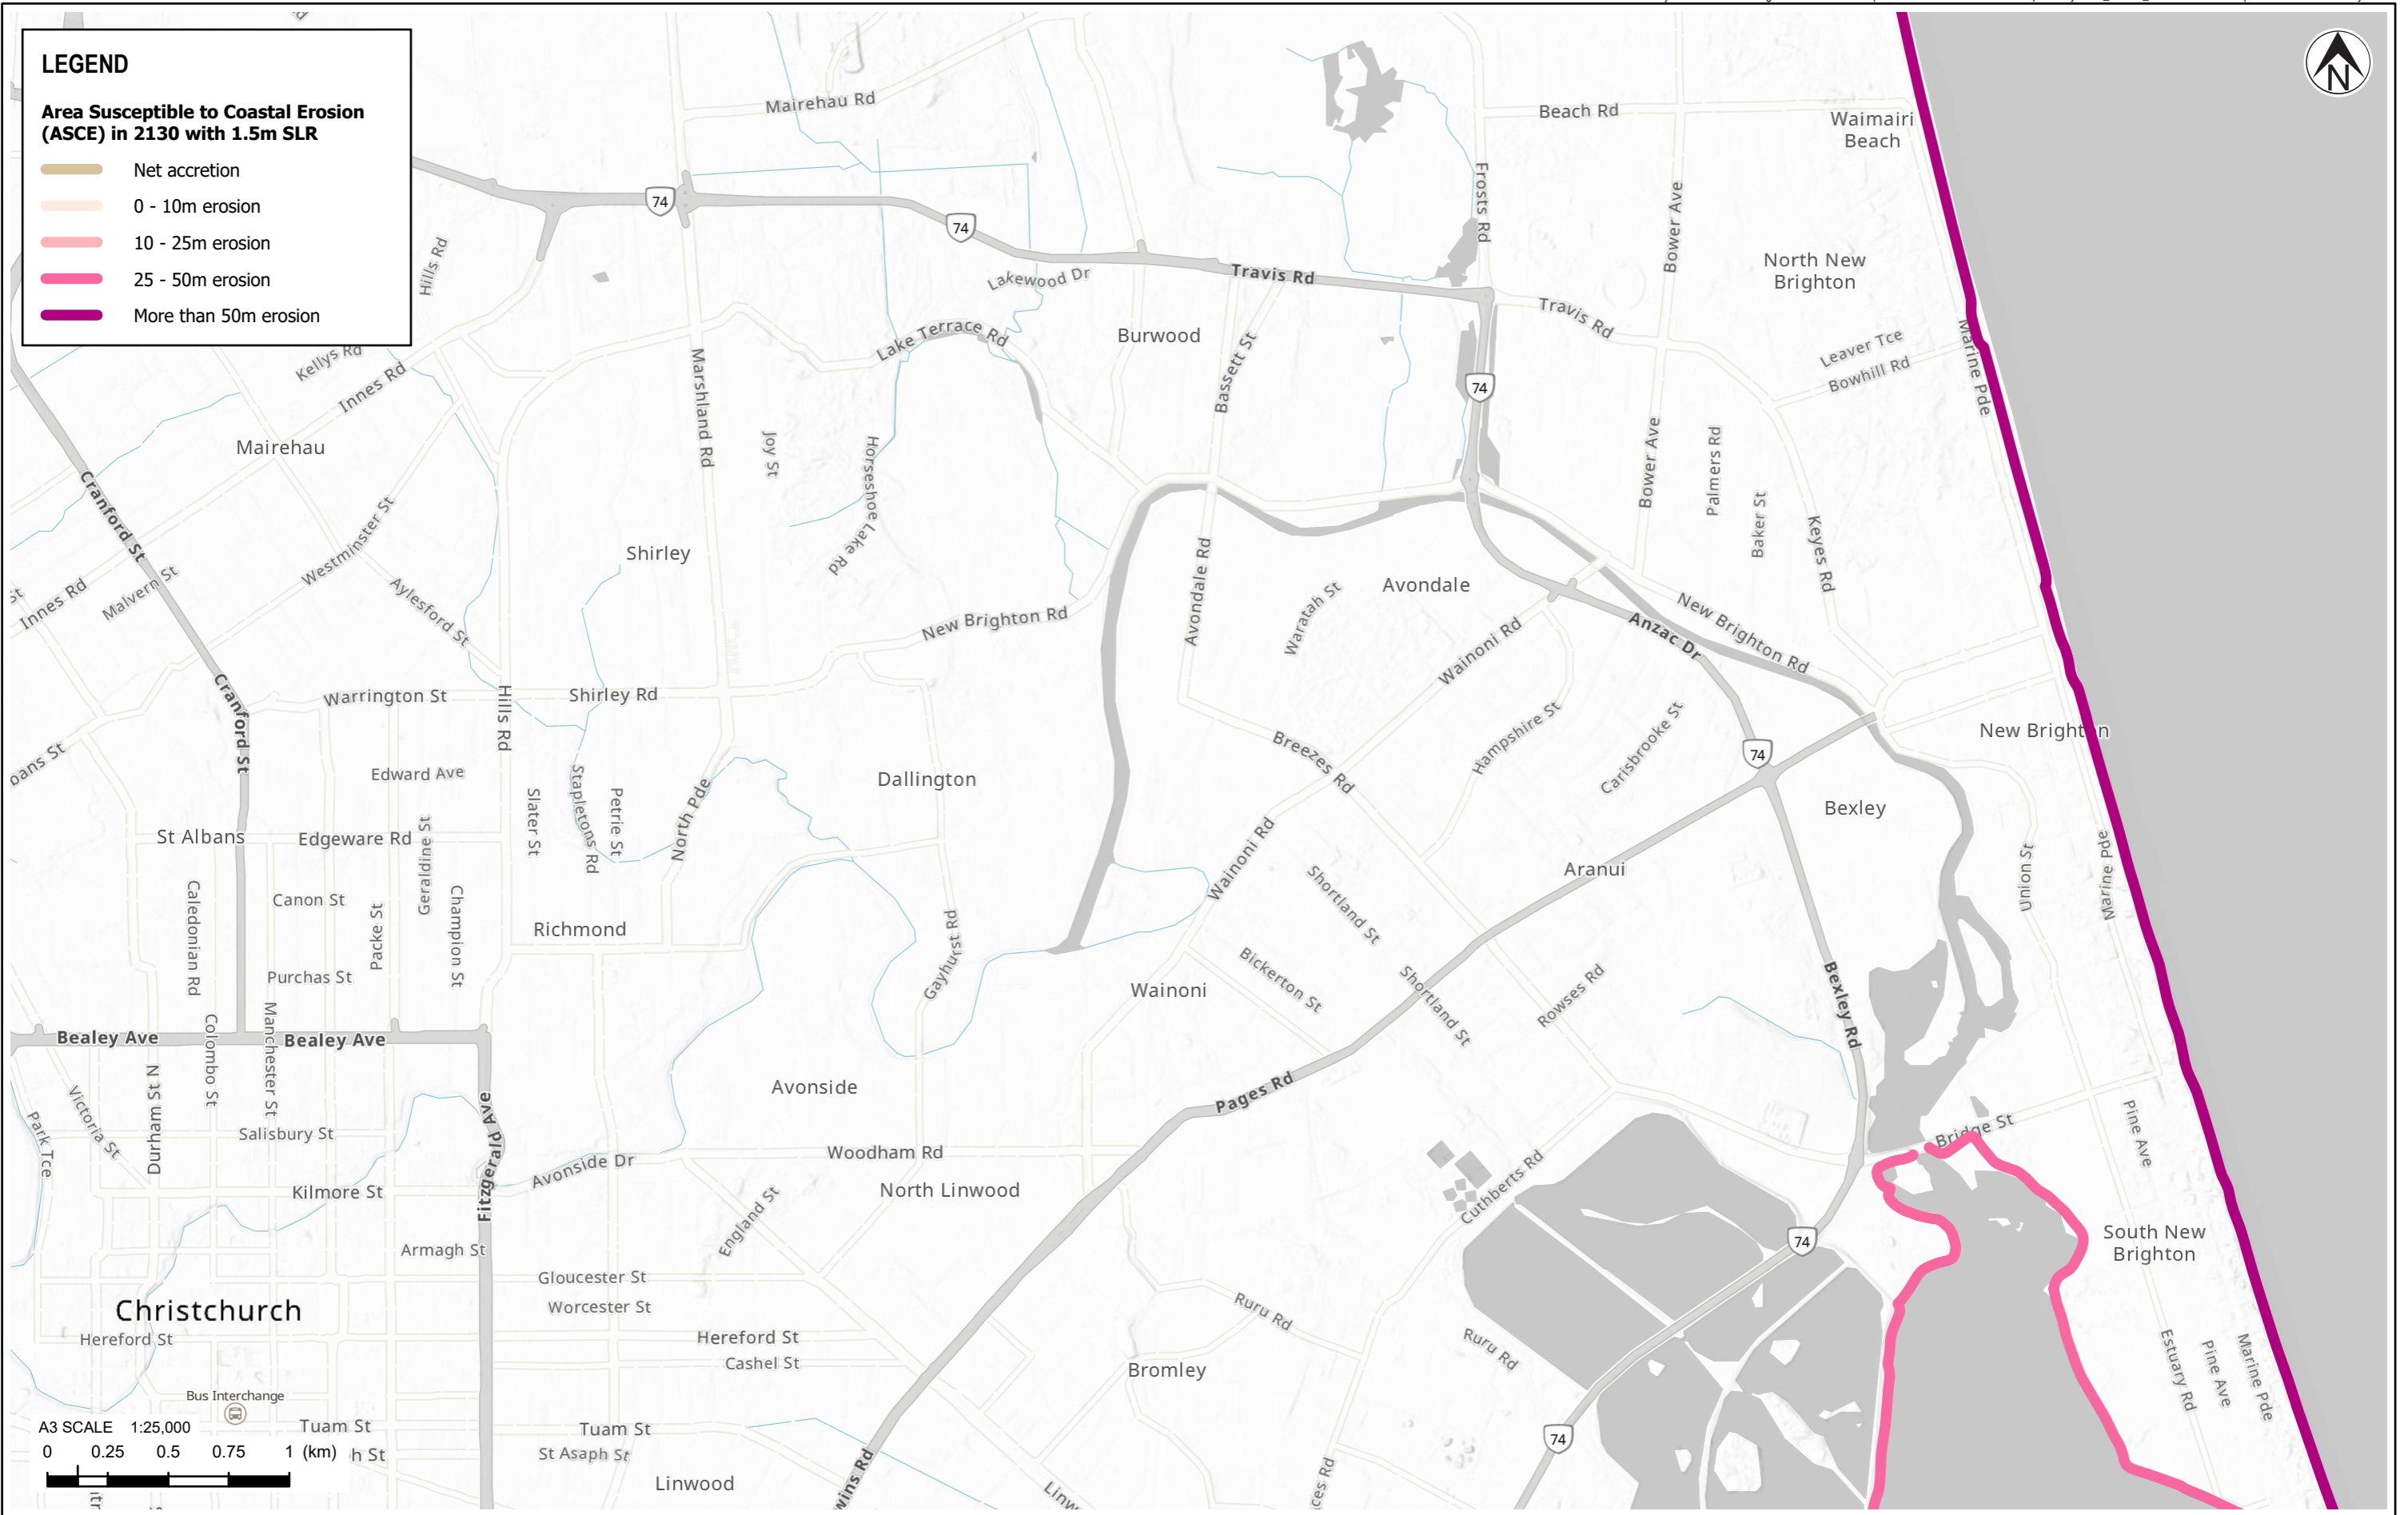 LEGEND
Area Susceptible to Coastal Erosion
(ASCE) in 2130 with 1.5m SLR
Net accretion
0 - 10m erosion
10 - 25m erosion
25 - 50m erosion
More than 50m erosion
N
Mairehau Rd
Beach Rd
Waimairi
Beach
74
74
Frosts Rd
Bower Ave
Hills Rd
North New
Brighton
Lakewood Dr
Travis Rd
Travis Rd
Lake Terrace Rd
Burwood
Marine Pde
Leaver Tce
Bowhill Rd
Kellys Rd
Innes Rd
Marshland Rd
Bassett St
74
Mairehau
Joy St
Horseshoe Lake Rd
Bower Ave
Palmers Rd
Baker St
Keyes Rd
Cranford St
Westminster St
Shirley
Avondale Rd
Avondale
Waratah St
Innes Rd
Malvern St
St
Aylesford St
New Brighton Rd
New Brighton Rd
Wainoni Rd
Anzac Dr
Cranford St
Warrington St
Hills Rd
Shirley Rd
Hampshire St
Carisbrooke St
Breezes Rd
New Brighton
74
Edward Ave
Slater St
Stapletons Rd
Petrie St
North Pde
Dallington
Bexley
St Albans
Edgeware Rd
Geraldine St
Wainoni Rd
Shortland St
Aranui
Union St
Marine Pde
Caledonian Rd
Canon St
Packe St
Champion St
Richmond
Gayhurst Rd
Purchas St
Wainoni
Bickerton St
Shortland St
Rowses Rd
Bexley Rd
Bealey Ave
Bealey Ave
Colombo St
Manchester St
Durham St N
Victoria St
Park Tce
Avonside
Pages Rd
Fitzgerald Ave
Salisbury St
Woodham Rd
Bridge St
Pine Ave
Avonside Dr
Kilmore St
North Linwood
Cuthberts Rd
England St
Armagh St
74
South New
Brighton
Gloucester St
Worcester St
Christchurch
Hereford St
Hereford St
Cashel St
Ruru Rd
Ruru Rd
Bromley
Estuary Rd
Pine Ave
Marine Pde
Bus Interchange
Tuam St
Tuam St
St Asaph St
Linwood
74
A3 SCALE 1:25,000
0 0.25 0.5 0.75 1 (km)